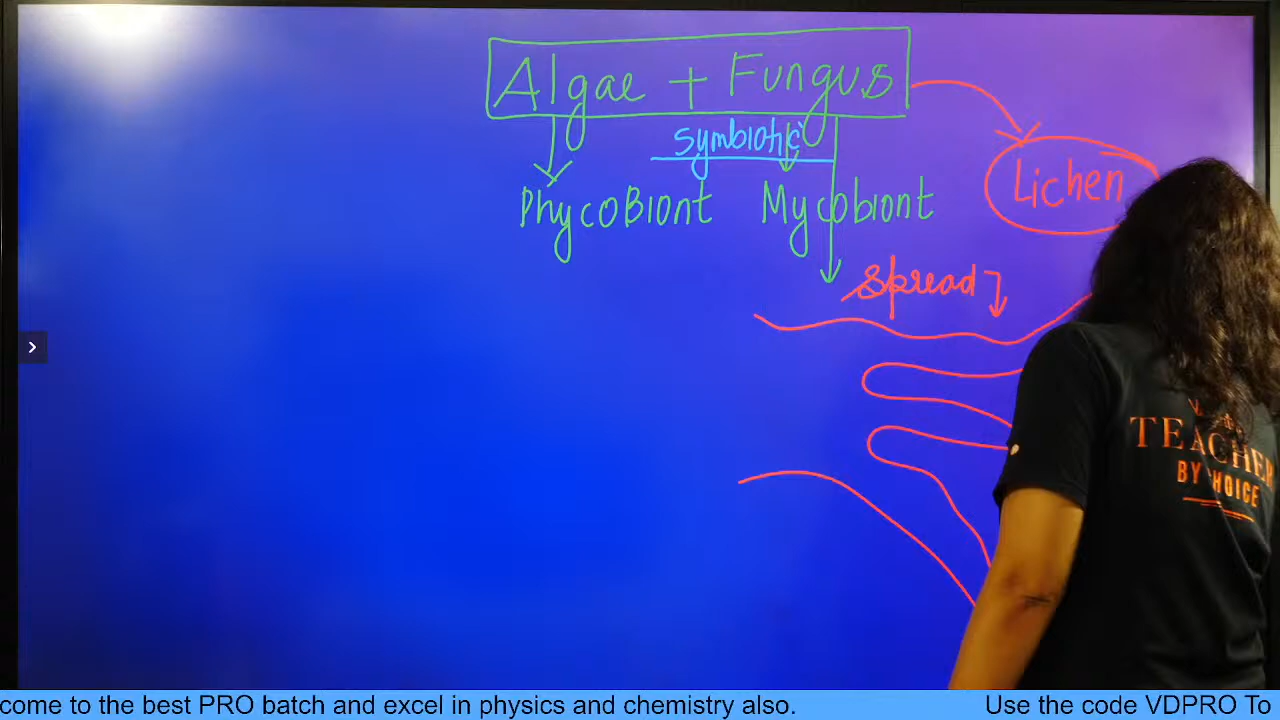 Algae + Fungus
symbiotic
PhycoBiont Mycobiont
Lichen
spread
TEACHER
BY CHOICE
come to the best PRO batch and excel in physics and chemistry also. Use the code VDPRO To